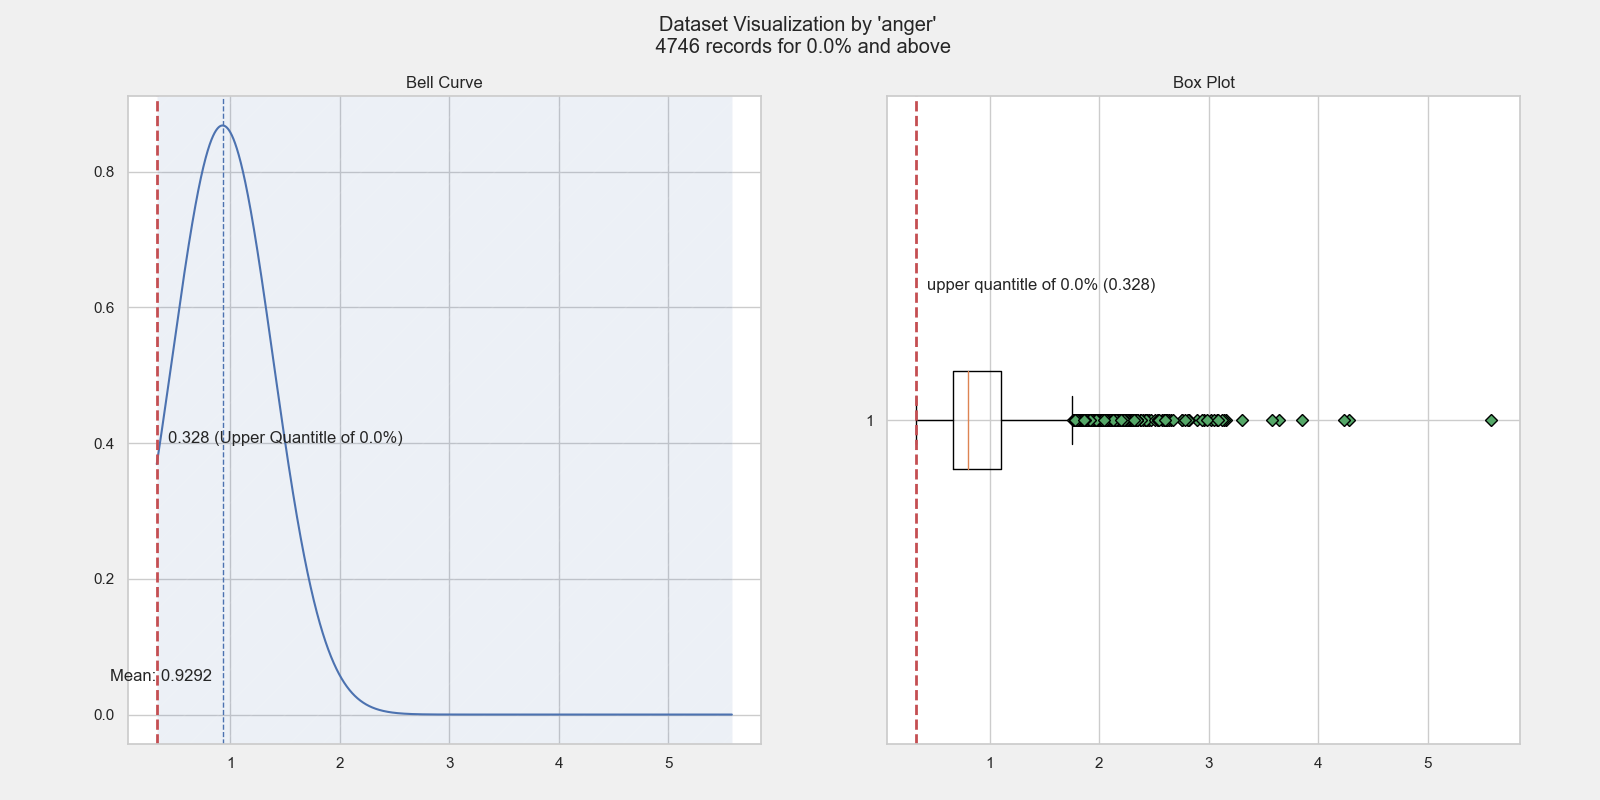 Dataset Visualization by 'anger'
4746 records for 0.0% and above
Bell Curve
0.8
0.6
0.4
0.2
0.0
0.328 (Upper Quantitle of 0.0%)
Mean: 0.9292
1 2 3 4 5
Box Plot
upper quantitle of 0.0% (0.328)
1
1 2 3 4 5